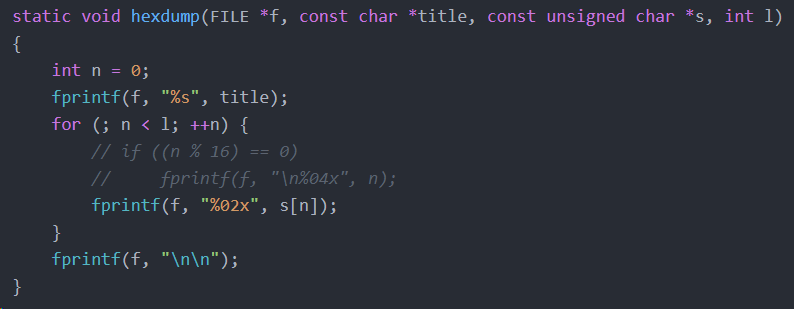 static void hexdump(FILE *f, const char *title, const unsigned char *s, int l)
{
    int n = 0;
    fprintf(f, "%s", title);
    for (; n < l; ++n) {
        // if ((n % 16) == 0)
        //     fprintf(f, "\n%04x", n);
        fprintf(f, "%02x", s[n]);
    }
    fprintf(f, "\n\n");
}